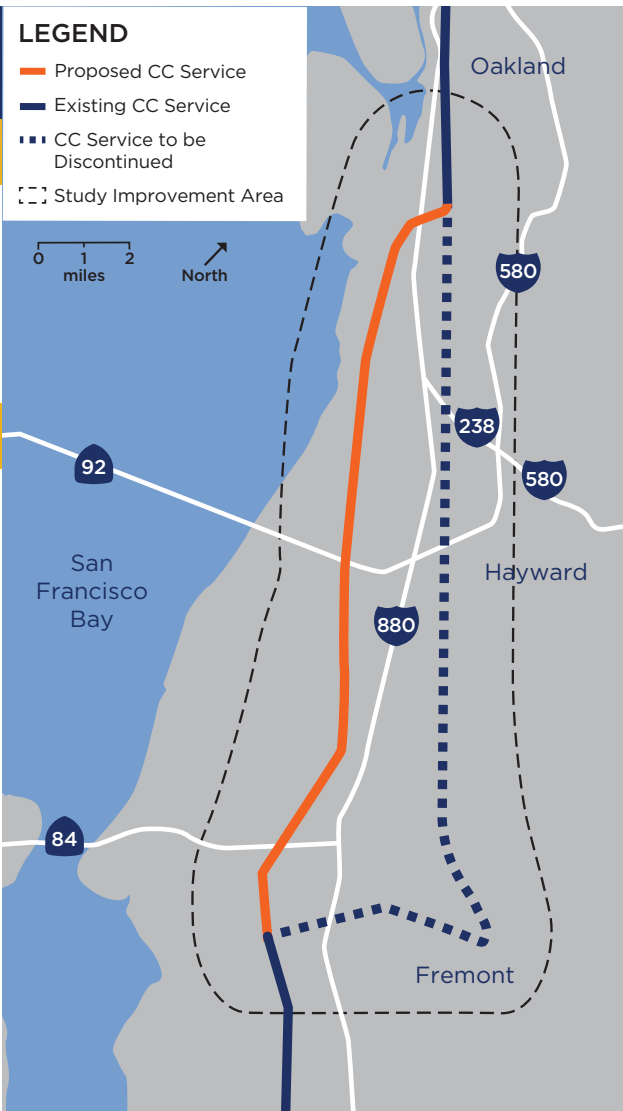 LEGEND
Proposed CC Service
Existing CC Service
CC Service to be
Discontinued
Study Improvement Area
0 1 2
miles
North
Oakland
580
238
92
580
San
Francisco
Bay
Hayward
880
84
Fremont